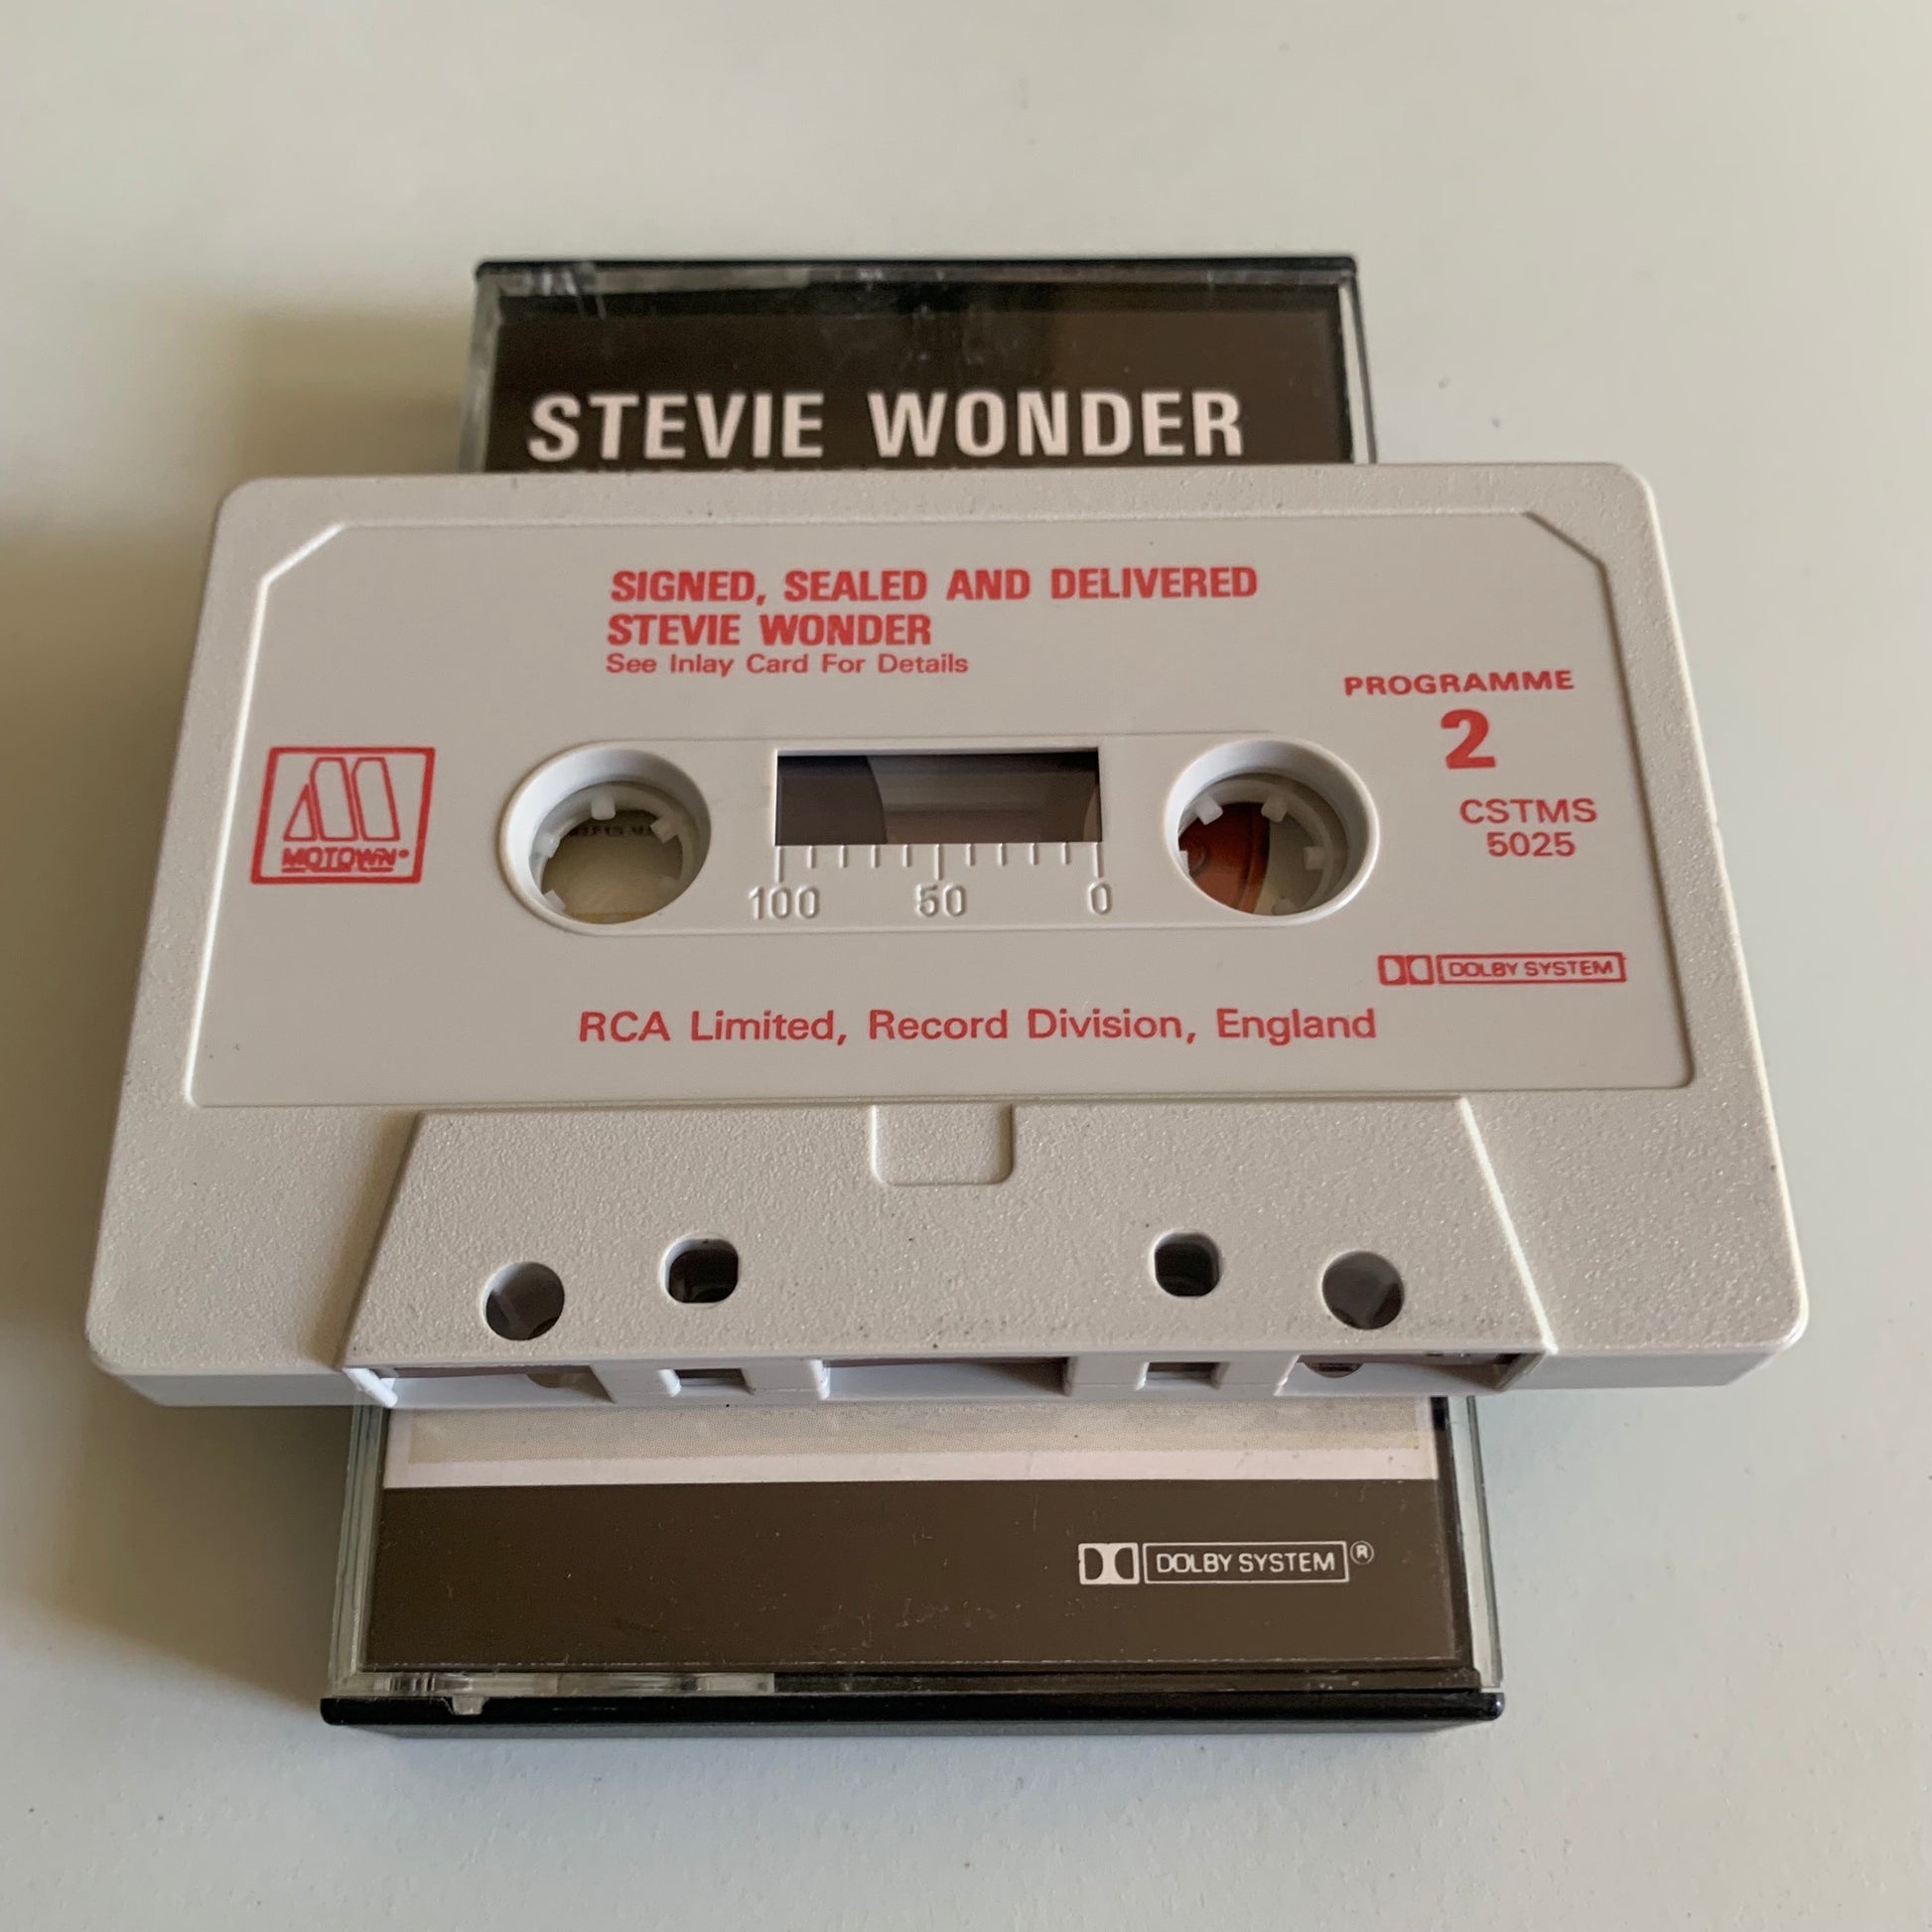 STEVIE WONDER
SIGNED, SEALED AND DELIVERED
STEVIE WONDER
See Inlay Card For Details
PROGRAMME
2
CSTMS
5025
MOTOWN
100 50 0
DOLBY SYSTEM
RCA Limited, Record Division, England
DOLBY SYSTEM®